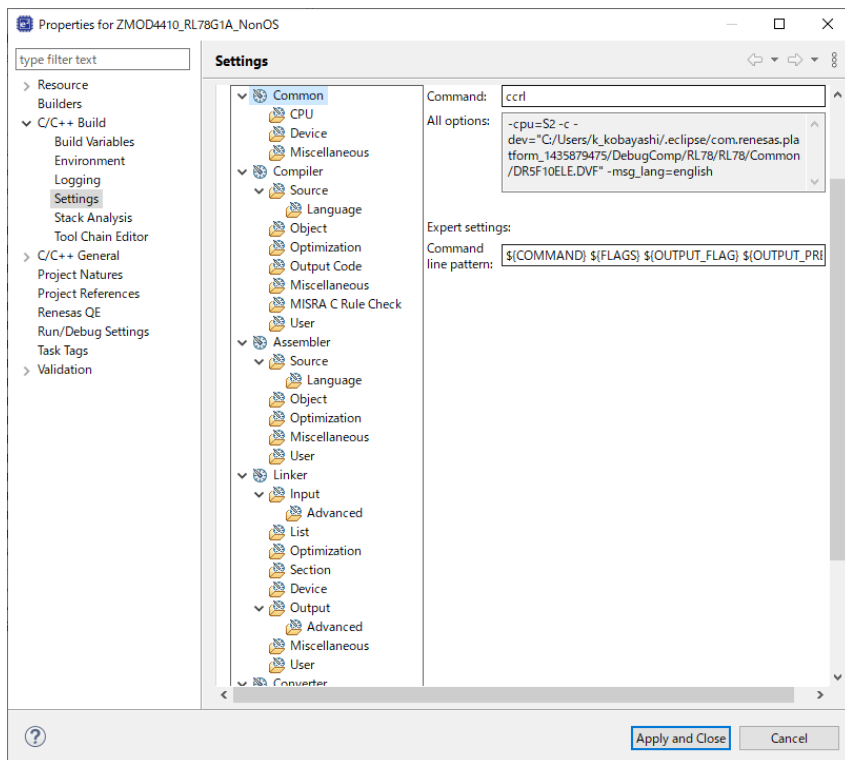 Properties for ZMOD4410_RL78G1A_NonOS
type filter text
Resource
Builders
C/C++ Build
Build Variables
Environment
Logging
Settings
Stack Analysis
Tool Chain Editor
C/C++ General
Project Natures
Project References
Renesas QE
Run/Debug Settings
Task Tags
Validation
Settings
Common
CPU
Device
Miscellaneous
Compiler
Source
Language
Object
Optimization
Output Code
Miscellaneous
MISRA C Rule Check
User
Assembler
Source
Language
Object
Optimization
Miscellaneous
User
Linker
Input
Advanced
List
Optimization
Section
Device
Output
Advanced
Miscellaneous
User
Converter
Command: ccrl
All options: -cpu=S2 -c -
dev="C:/Users/k_kobayashi/.eclipse/com.renesas.pla
tform_1435879475/DebugComp/RL78/RL78/Common
/DR5F10ELE.DVF" -msg_lang=english
Expert settings:
Command
line pattern: ${COMMAND} ${FLAGS} ${OUTPUT_FLAG} ${OUTPUT_PRE
Apply and Close
Cancel